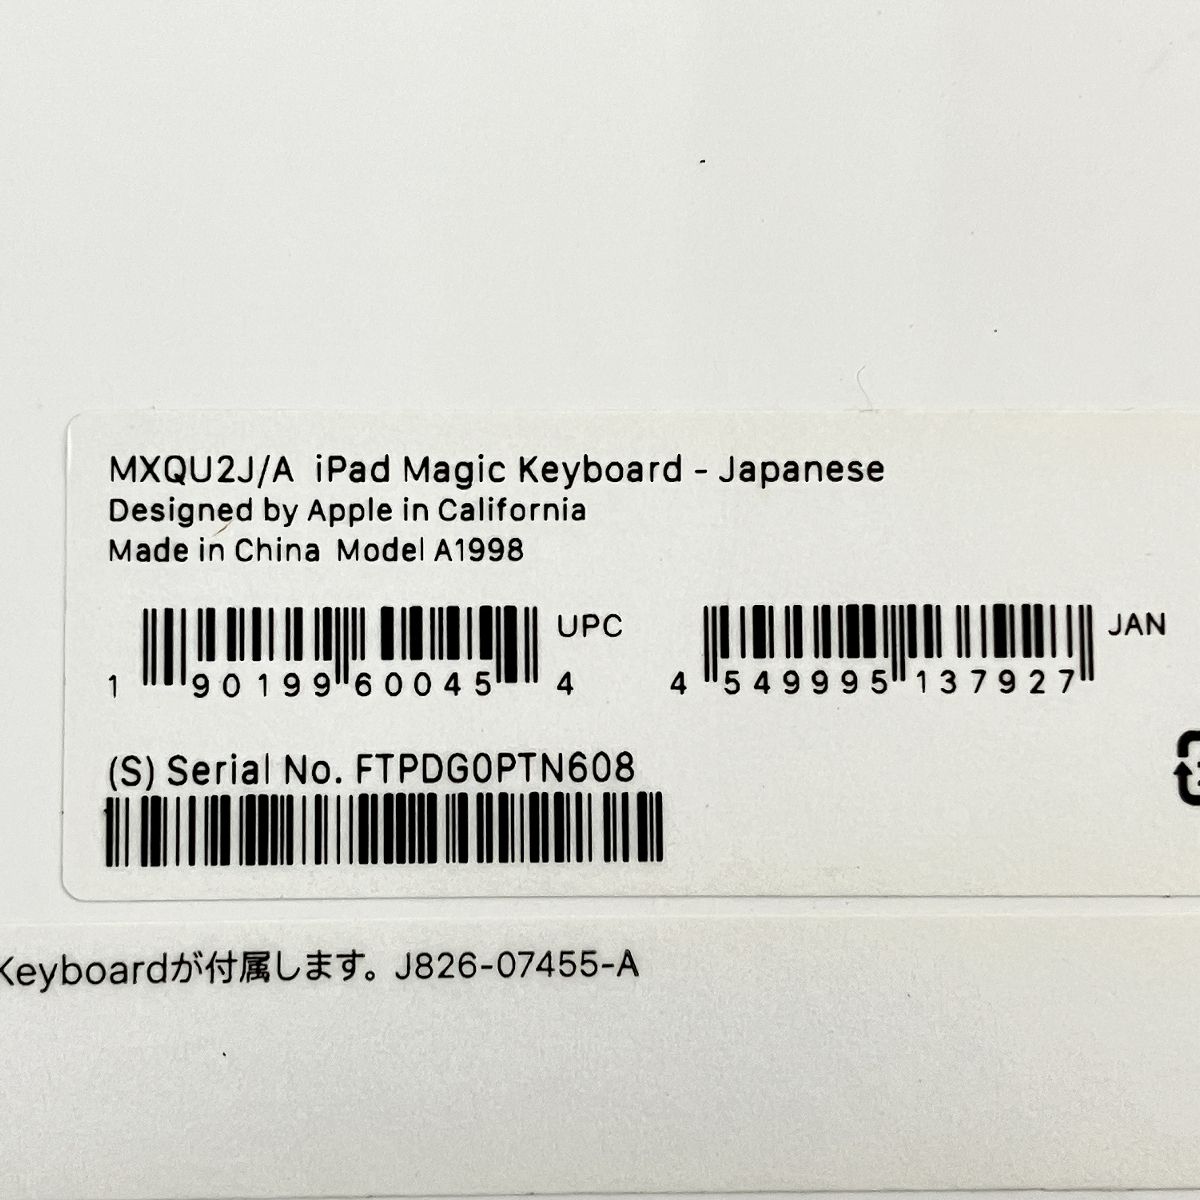 MXQU2J/A iPad Magic Keyboard - Japanese
Designed by Apple in California
Made in China Model A1998
UPC
1 90199 60045 4
JAN
4 549995 137927
(S) Serial No. FTPDG0PTN608
Keyboardが付属します。J826-07455-A